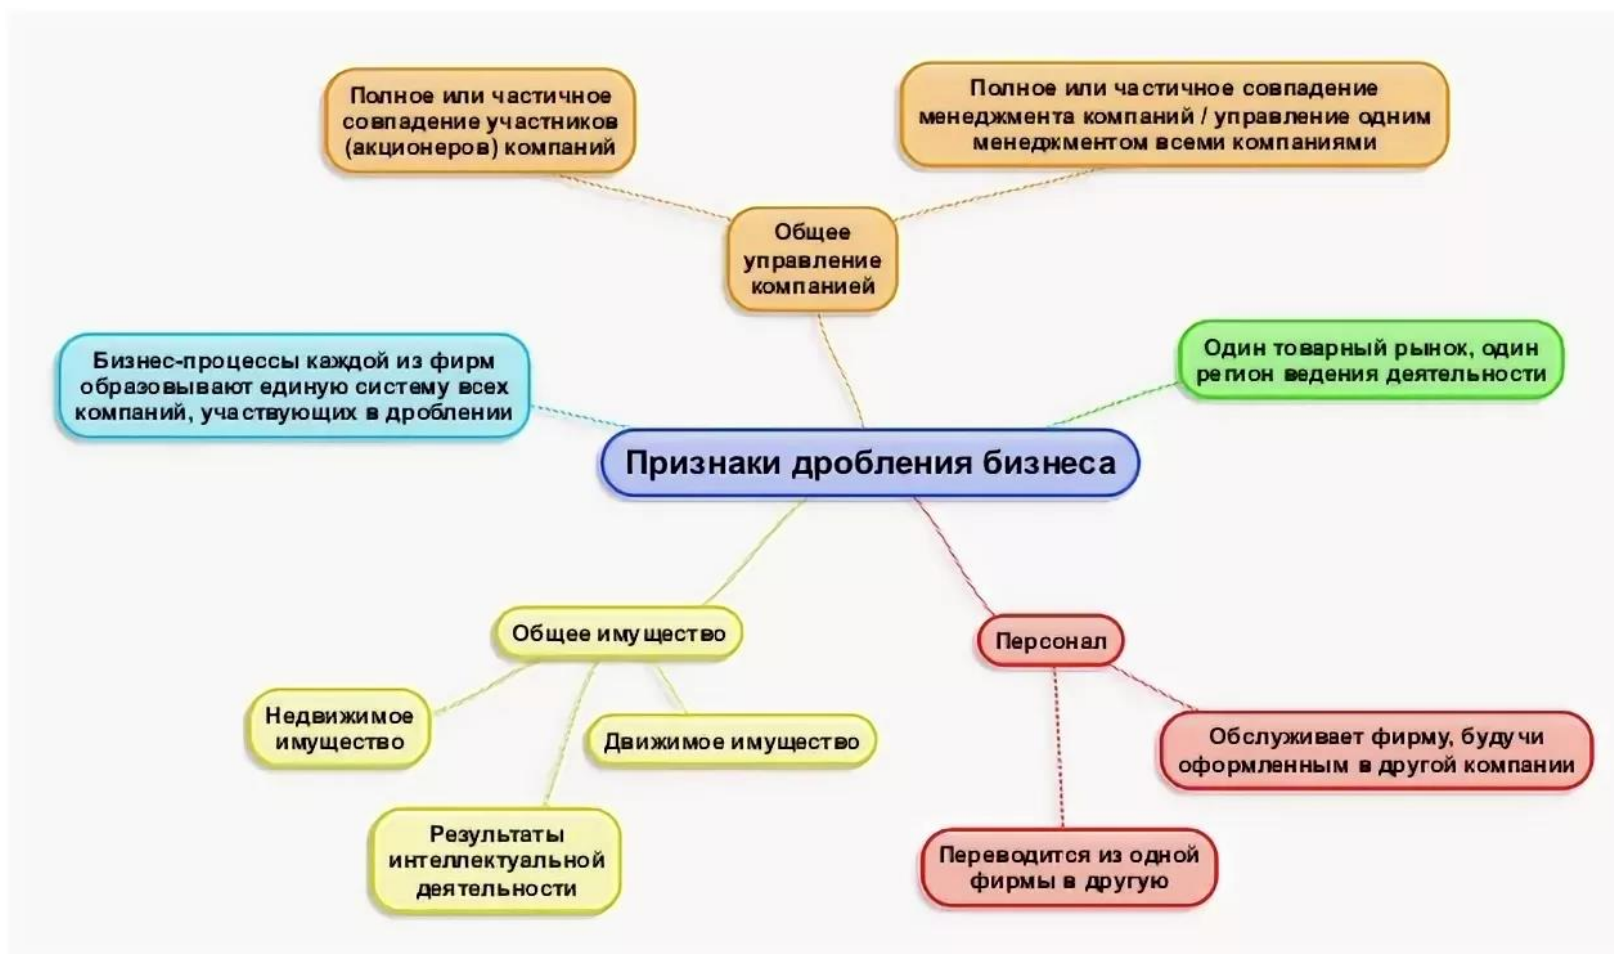 Полное или частичное
совпадение участников
(акционеров) компаний
Полное или частичное совпадение
менеджмента компаний / управление одним
менеджментом всеми компаниями
Общее
управление
компанией
Бизнес-процессы каждой из фирм
образовывают единую систему всех
компаний, участвующих в дроблении
Один товарный рынок, один
регион ведения деятельности
Признаки дробления бизнеса
Общее имущество
Персонал
Недвижимое
имущество
Движимое имущество
Обслуживает фирму, будучи
оформленным в другой компании
Результаты
интеллектуальной
деятельности
Переводится из одной
фирмы в другую